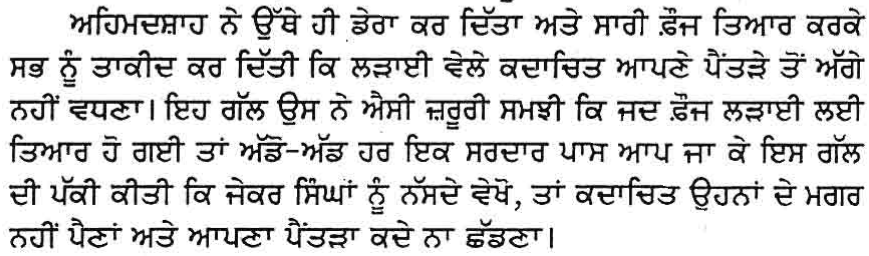 ਅਹਿਮਦਸ਼ਾਹ ਨੇ ਉੱਥੇ ਹੀ ਡੇਰਾ ਕਰ ਦਿੱਤਾ ਅਤੇ ਸਾਰੀ ਫ਼ੌਜ ਤਿਆਰ ਕਰਕੇ
ਸਭ ਨੂੰ ਤਾਕੀਦ ਕਰ ਦਿੱਤੀ ਕਿ ਲੜਾਈ ਵੇਲੇ ਕਦਾਚਿਤ ਆਪਣੇ ਪੈਂਤੜੇ ਤੋਂ ਅੱਗੇ
ਨਹੀਂ ਵਧਣਾ। ਇਹ ਗੱਲ ਉਸ ਨੇ ਐਸੀ ਜ਼ਰੂਰੀ ਸਮਝੀ ਕਿ ਜਦ ਫ਼ੌਜ ਲੜਾਈ ਲਈ
ਤਿਆਰ ਹੋ ਗਈ ਤਾਂ ਅੱਡੋ-ਅੱਡ ਹਰ ਇਕ ਸਰਦਾਰ ਪਾਸ ਆਪ ਜਾ ਕੇ ਇਸ ਗੱਲ
ਦੀ ਪੱਕੀ ਕੀਤੀ ਕਿ ਜੇਕਰ ਸਿੰਘਾਂ ਨੂੰ ਨੱਸਦੇ ਵੇਖੋ, ਤਾਂ ਕਦਾਚਿਤ ਉਹਨਾਂ ਦੇ ਮਗਰ
ਨਹੀਂ ਪੈਣਾਂ ਅਤੇ ਆਪਣਾ ਪੈਂਤੜਾ ਕਦੇ ਨਾ ਛੱਡਣਾ।